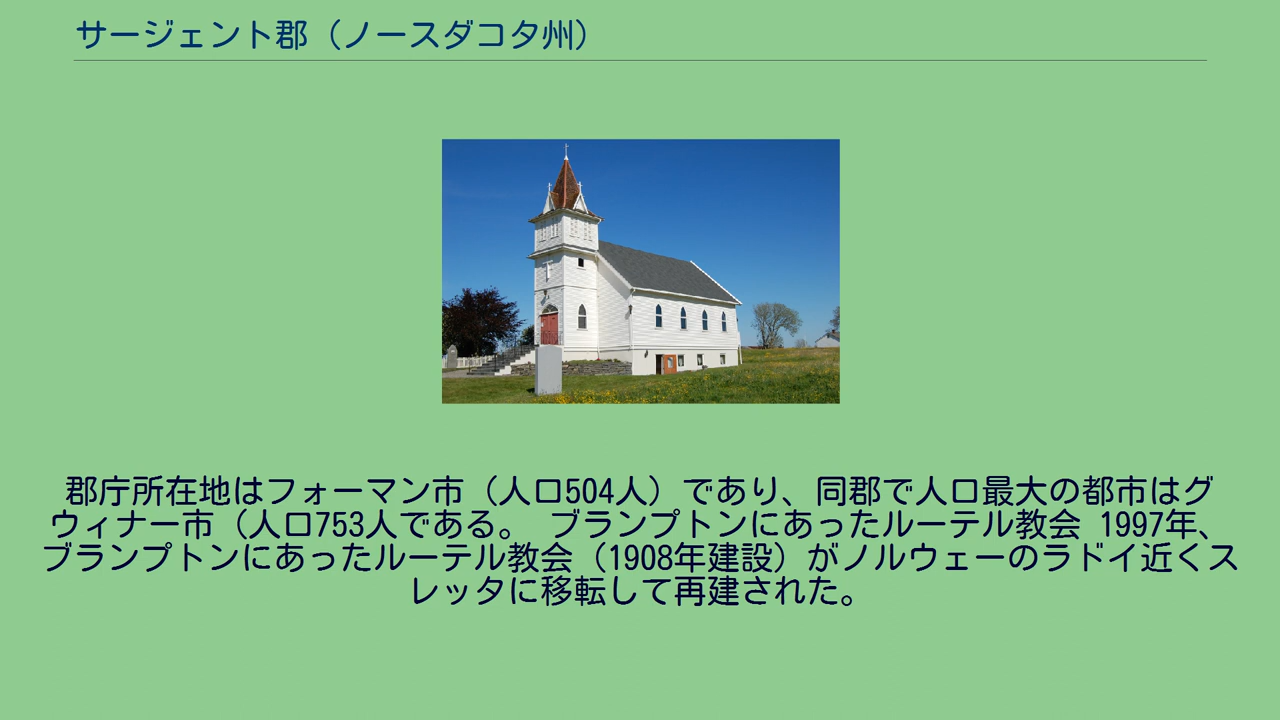 サージェント郡（ノースダコタ州）
郡庁所在地はフォーマン市（人口504人）であり、同郡で人口最大の都市はグ
ウィナー市（人口753人である。 ブランプトンにあったルーテル教会 1997年、
ブランプトンにあったルーテル教会（1908年建設）がノルウェーのラドイ近くス
レッタに移転して再建された。